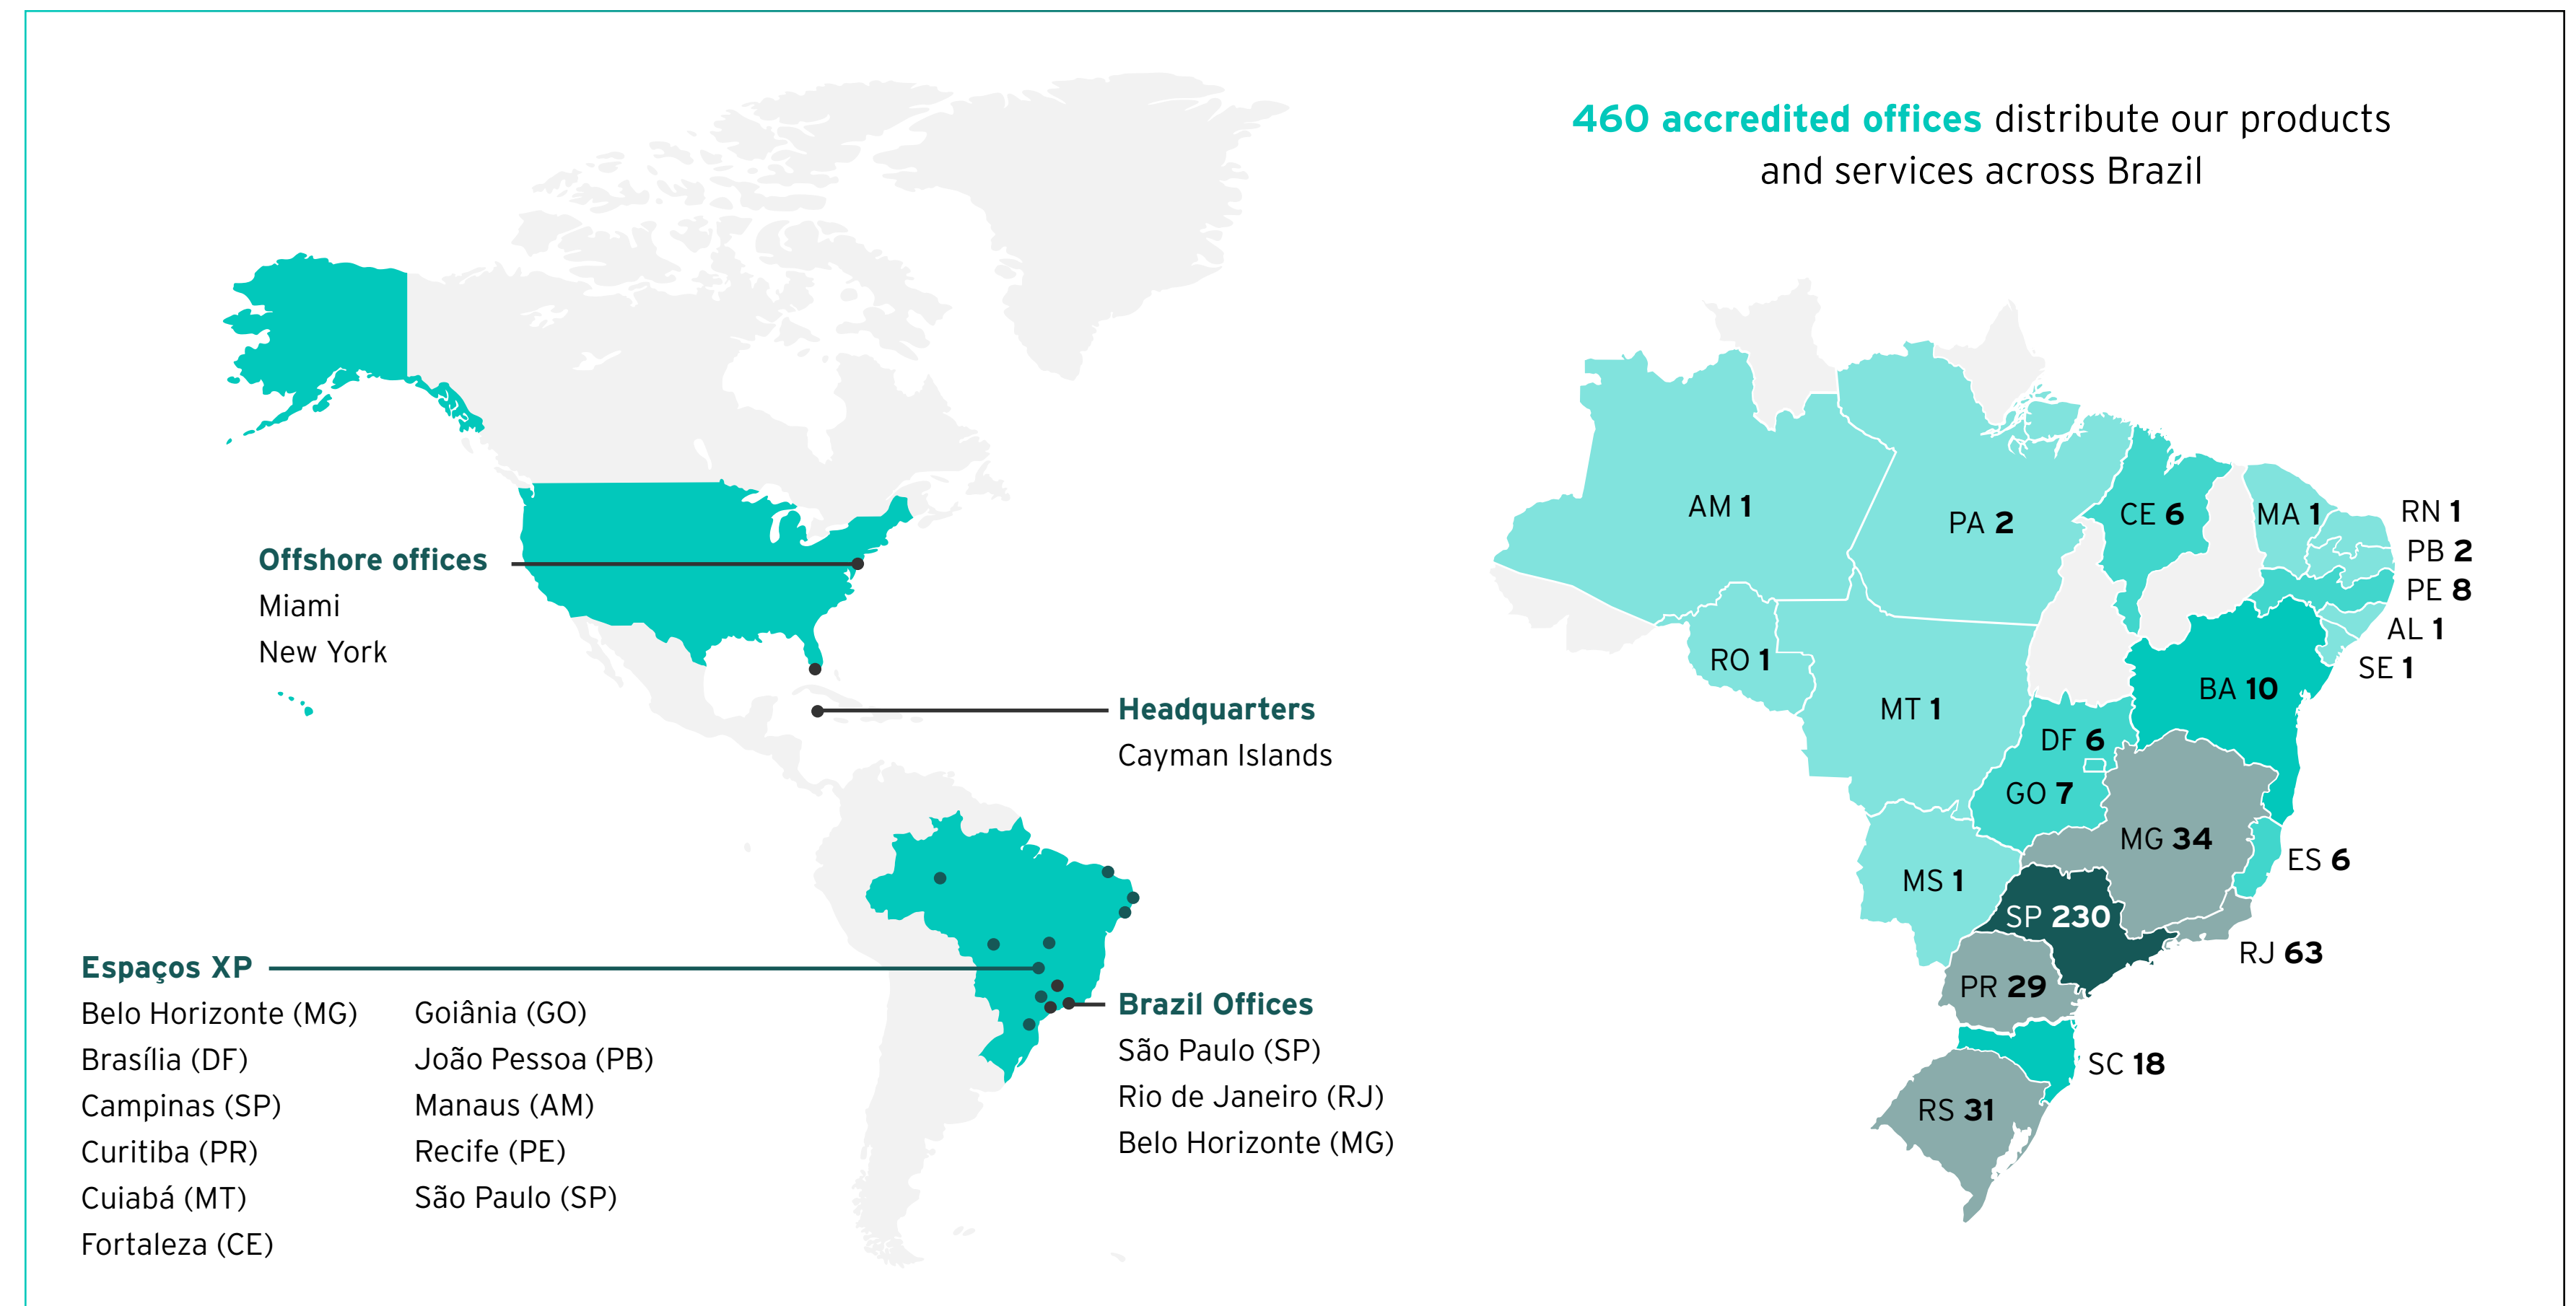 460 accredited offices distribute our products
and services across Brazil
Offshore offices
Miami
New York
Headquarters
Cayman Islands
Espaços XP
Belo Horizonte (MG)
Brasília (DF)
Campinas (SP)
Curitiba (PR)
Cuiabá (MT)
Fortaleza (CE)
Goiânia (GO)
João Pessoa (PB)
Manaus (AM)
Recife (PE)
São Paulo (SP)
Brazil Offices
São Paulo (SP)
Rio de Janeiro (RJ)
Belo Horizonte (MG)
AM 1
PA 2
CE 6
MA 1
RN 1
PB 2
PE 8
AL 1
SE 1
RO 1
MT 1
BA 10
DF 6
GO 7
MG 34
ES 6
MS 1
SP 230
RJ 63
PR 29
SC 18
RS 31